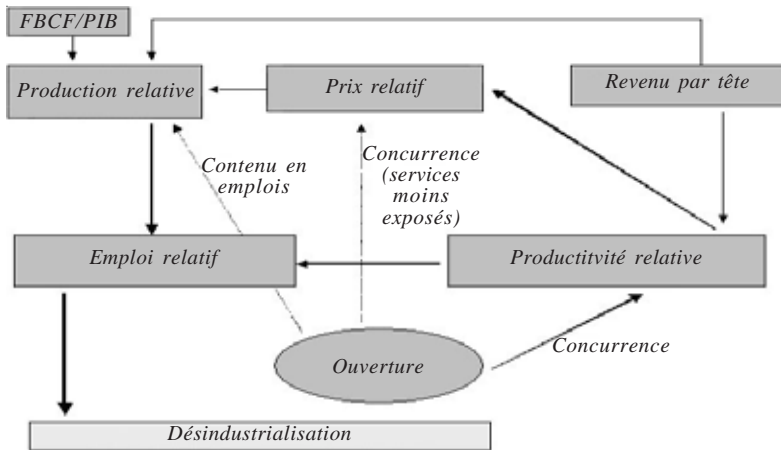 FBCF/PIB
Production relative
Prix relatif
Revenu par tête
Contenu en
emplois
Concurrence
(services
moins
exposés)
Emploi relatif
Productitvité relative
Ouverture
Concurrence
Désindustrialisation